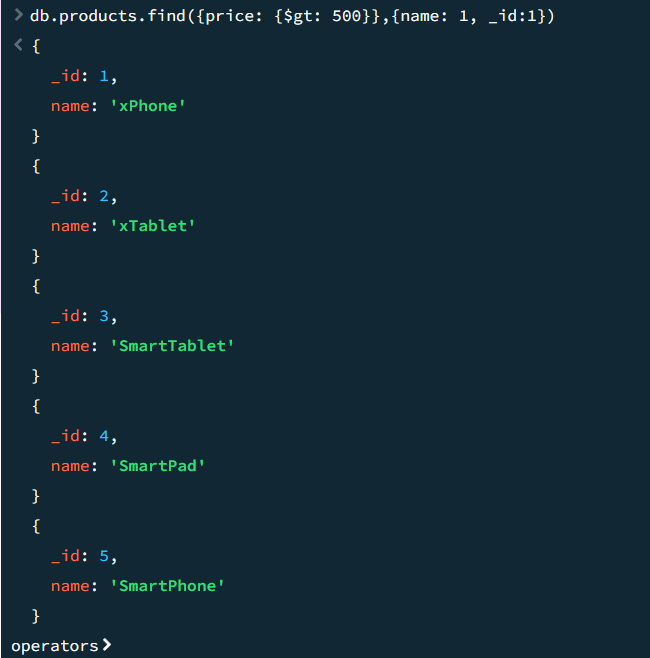 > db.products.find({price: {$gt: 500}},{name: 1, _id:1})
< {
_id: 1,
name: 'xPhone'
}
{
_id: 2,
name: 'xTablet'
}
{
_id: 3,
name: 'SmartTablet'
}
{
_id: 4,
name: 'SmartPad'
}
{
_id: 5,
name: 'SmartPhone'
}
operators>